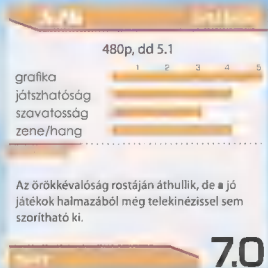 480p, dd 5.1
1 2 3 4 5
grafika
játszhatóság
szavatosság
zene/hang
Az örökkévalóság rostáján áthullik, de a jó
játékok halmazából még telekinézissel sem
szorítható ki.
7.0